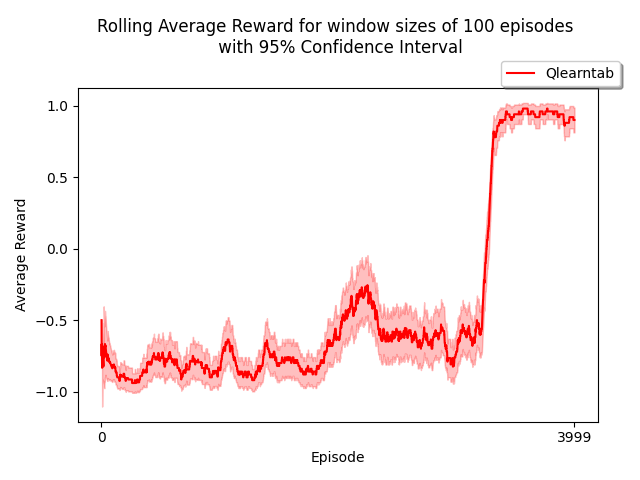 Rolling Average Reward for window sizes of 100 episodes
with 95% Confidence Interval
Qlearntab
1.0
0.5
0.0
−0.5
−1.0
Average Reward
0
3999
Episode